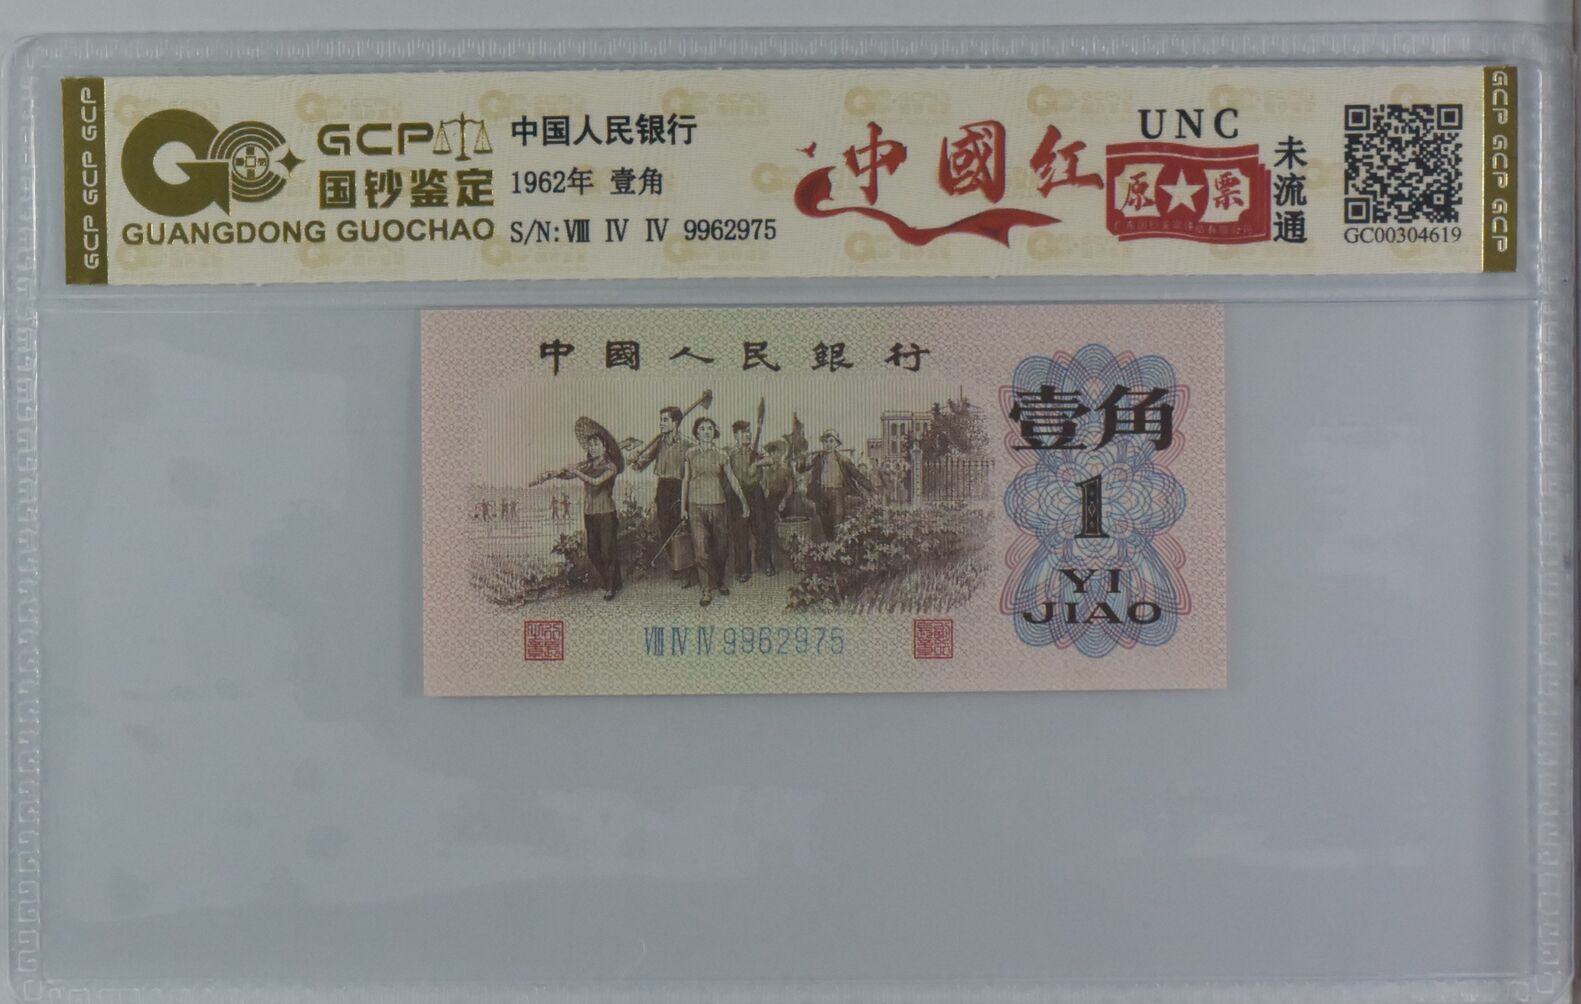 GCP
国钞鉴定
GUANGDONG GUOCHAO
中国人民银行
1962年 壹角
S/N:Ⅷ Ⅳ Ⅳ 9962975
中國红
UNC
原★票
未流通
GC00304619
GCP GCP GCP
GCP GCP GCP
中國人民銀行
壹角
1
YI
JIAO
Ⅷ Ⅳ Ⅳ 9962975